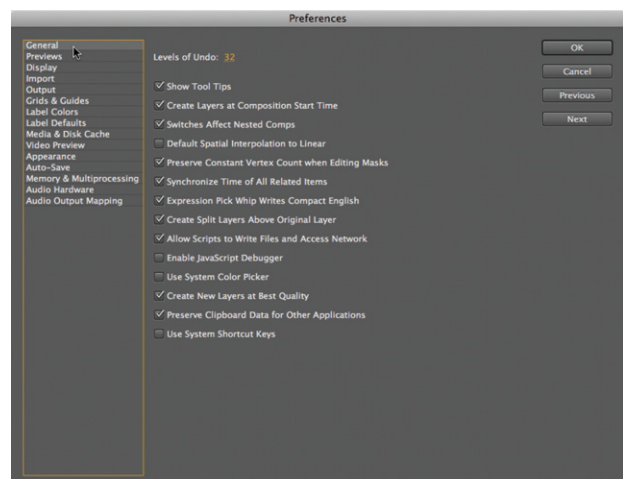 Preferences
General
Previews
Display
Import
Output
Grids & Guides
Label Colors
Label Defaults
Media & Disk Cache
Video Preview
Appearance
Auto-Save
Memory & Multiprocessing
Audio Hardware
Audio Output Mapping
Levels of Undo: 32
Show Tool Tips
Create Layers at Composition Start Time
Switches Affect Nested Comps
Default Spatial Interpolation to Linear
Preserve Constant Vertex Count when Editing Masks
Synchronize Time of All Related Items
Expression Pick Whip Writes Compact English
Create Split Layers Above Original Layer
Allow Scripts to Write Files and Access Network
Enable JavaScript Debugger
Use System Color Picker
Create New Layers at Best Quality
Preserve Clipboard Data for Other Applications
Use System Shortcut Keys
OK
Cancel
Previous
Next